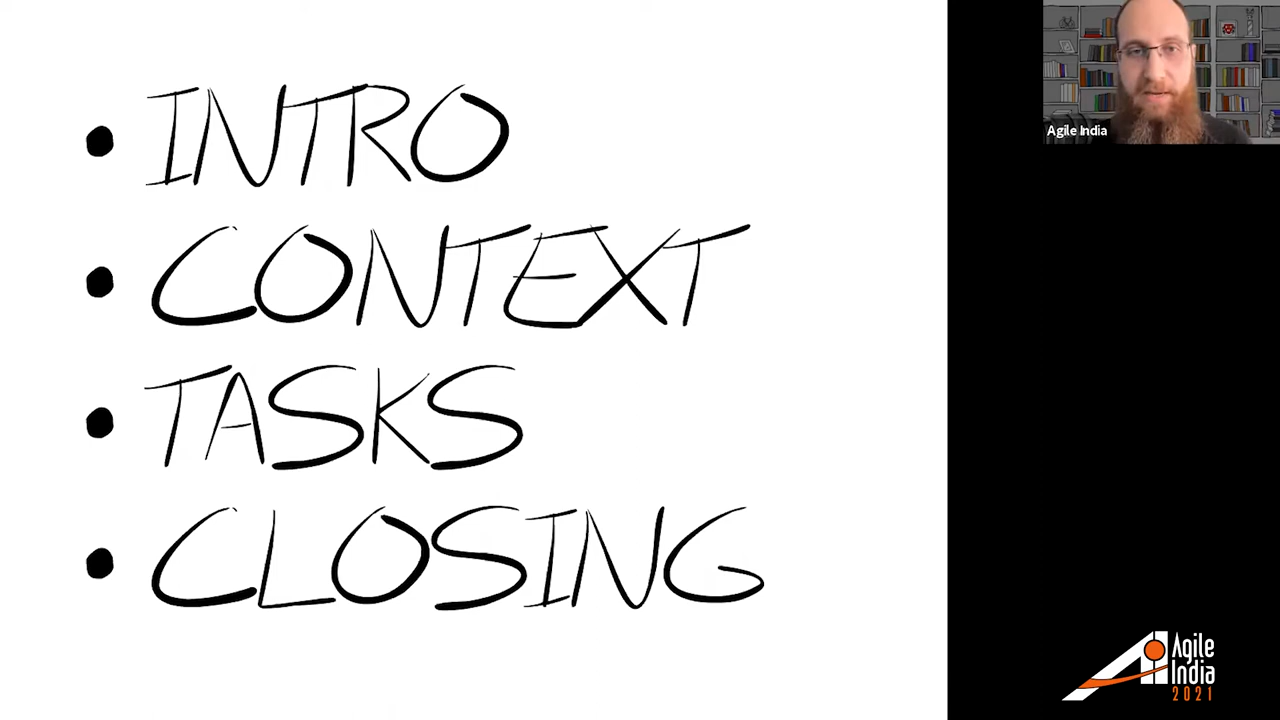 • INTRO
• CONTEXT
• TASKS
• CLOSING
Agile India
Agile
India
2021